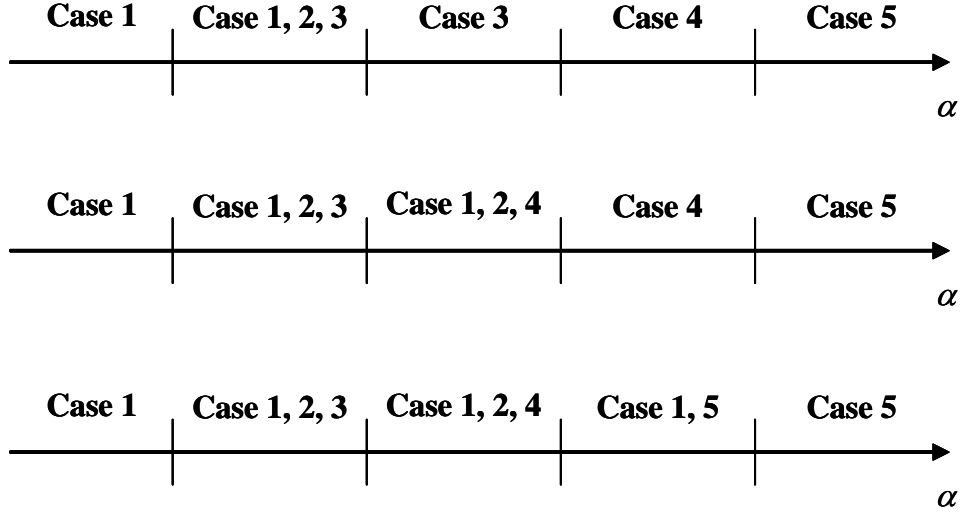 Case 1 Case 1, 2, 3 Case 3 Case 4 Case 5
α
Case 1 Case 1, 2, 3 Case 1, 2, 4 Case 4 Case 5
α
Case 1 Case 1, 2, 3 Case 1, 2, 4 Case 1, 5 Case 5
α